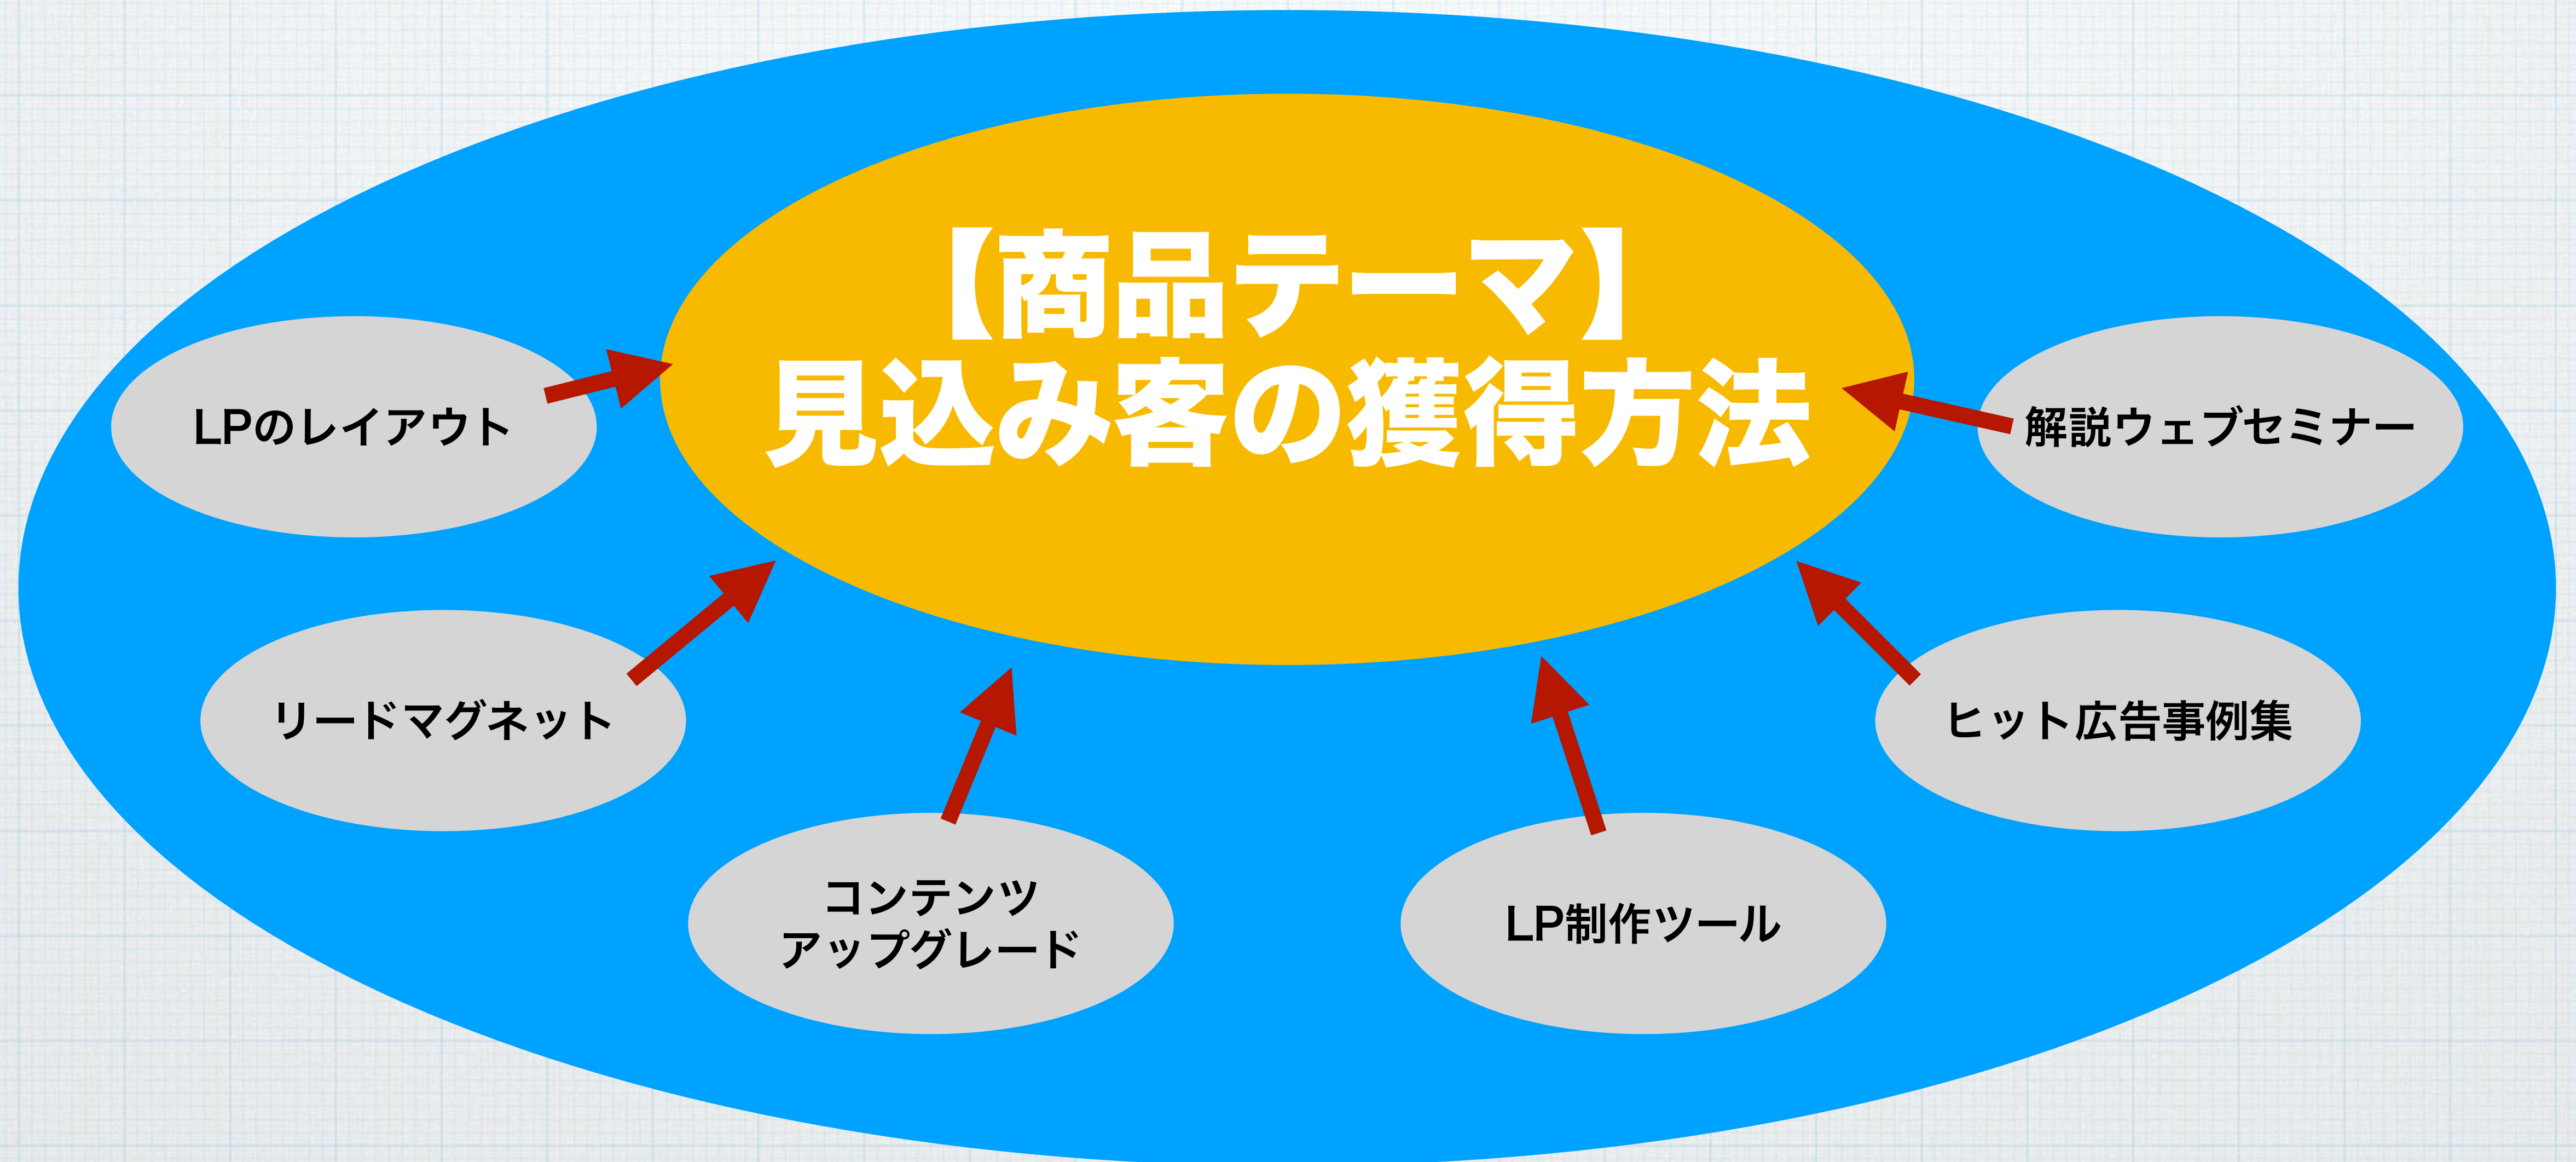 【商品テーマ】
見込み客の獲得方法
LPのレイアウト
解説ウェブセミナー
リードマグネット
ヒット広告事例集
コンテンツ
アップグレード
LP制作ツール